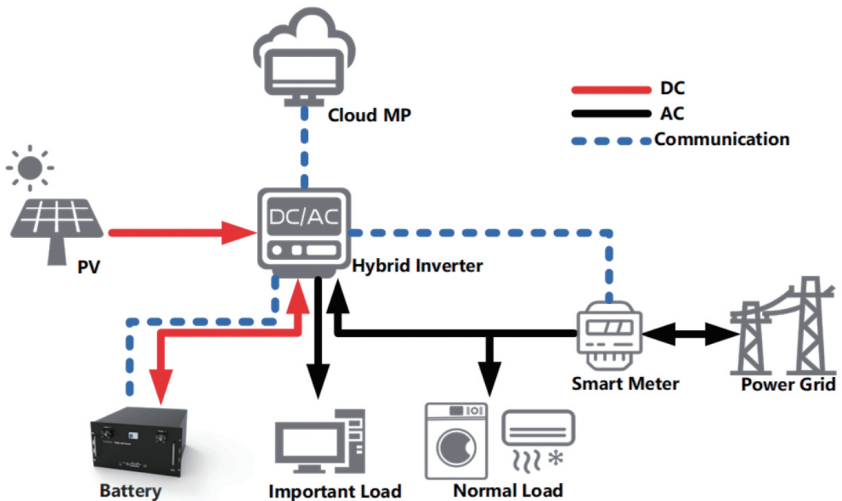 DC
AC
Communication
Cloud MP
DC/AC
PV
Hybrid Inverter
Smart Meter
Power Grid
Battery
Important Load
Normal Load